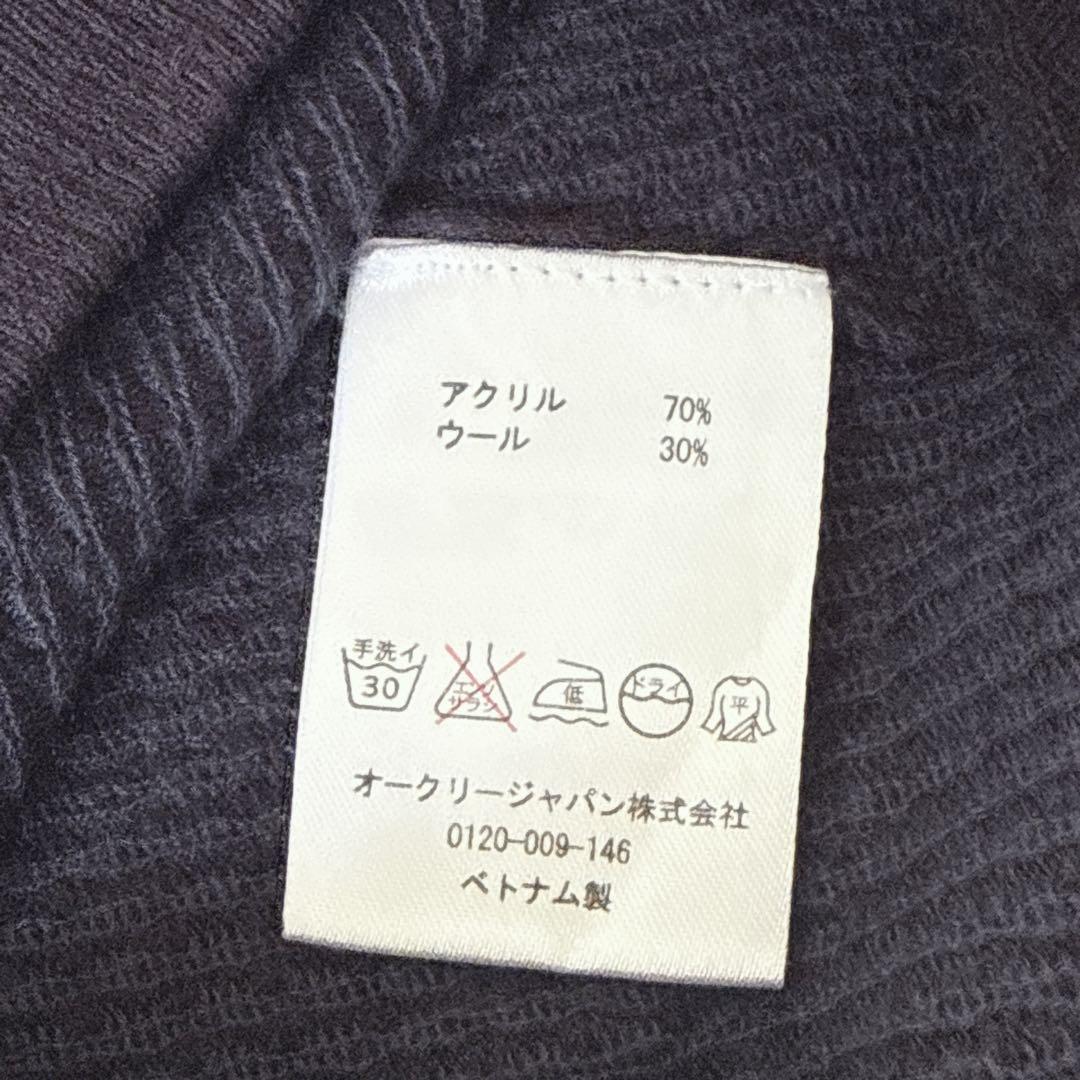 アクリル 70%
ウール 30%
手洗イ
30
エンソ
サラシ
低
ドライ
平
オークリージャパン株式会社
0120-009-146
ベトナム製